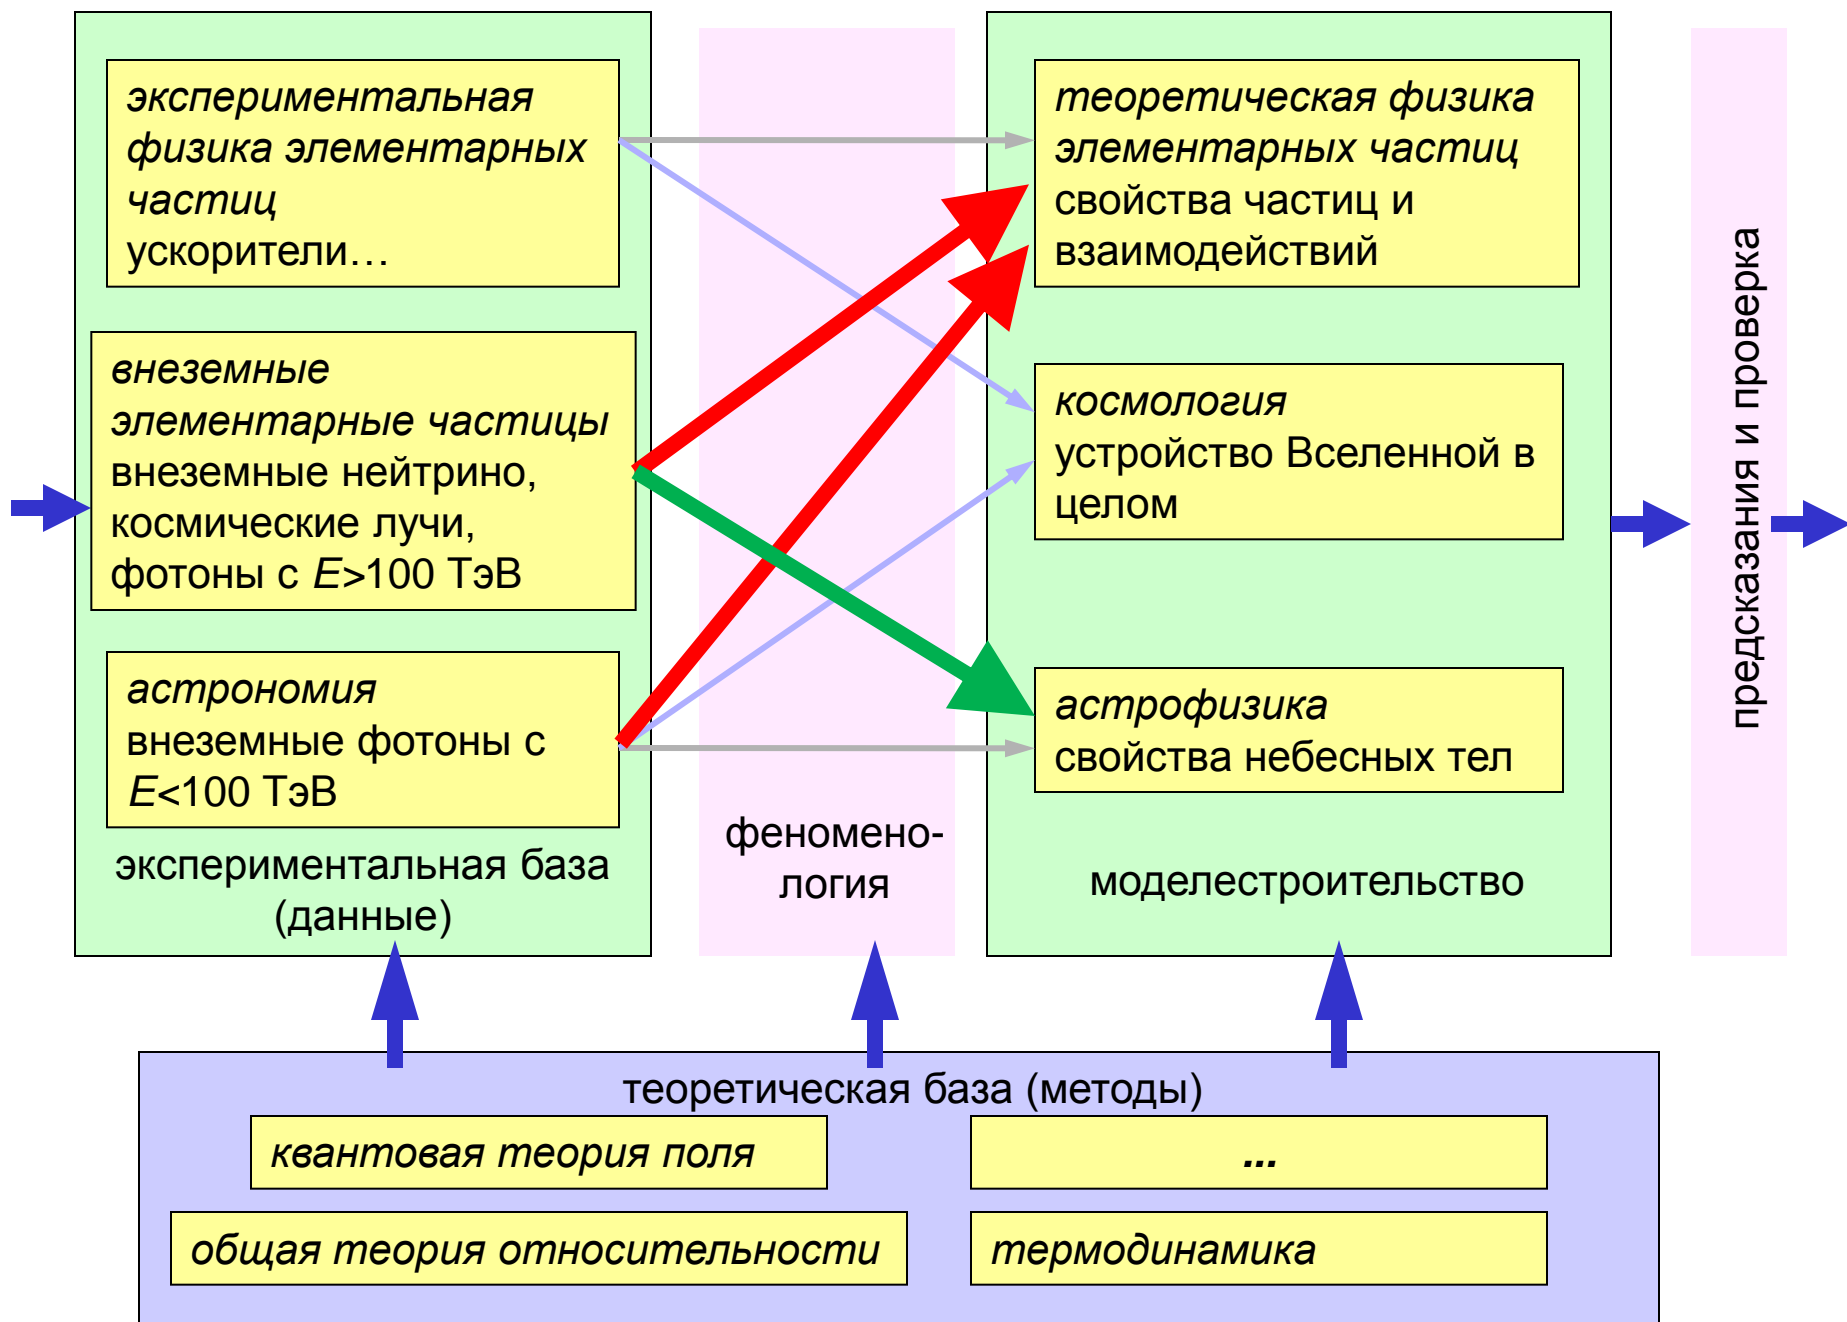 экспериментальная
физика элементарных
частиц
ускорители…
внеземные
элементарные частицы
внеземные нейтрино,
космические лучи,
фотоны с E>100 ТэВ
астрономия
внеземные фотоны с
E<100 ТэВ
экспериментальная база
(данные)
феномено-
логия
теоретическая физика
элементарных частиц
свойства частиц и
взаимодействий
космология
устройство Вселенной в
целом
астрофизика
свойства небесных тел
моделестроительство
предсказания и проверка
теоретическая база (методы)
квантовая теория поля
...
общая теория относительности
термодинамика